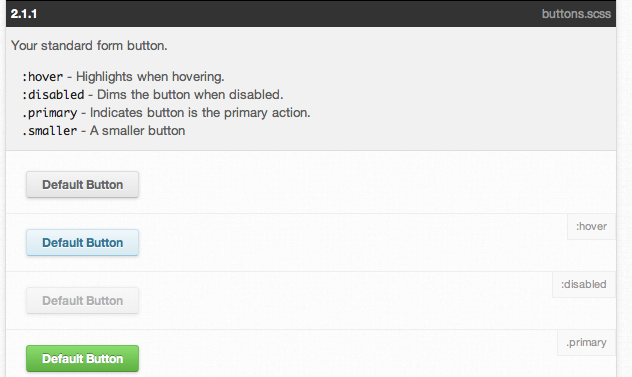 2.1.1 buttons.scss
Your standard form button.
:hover - Highlights when hovering.
:disabled - Dims the button when disabled.
.primary - Indicates button is the primary action.
.smaller - A smaller button
Default Button
:hover
Default Button
:disabled
Default Button
.primary
Default Button